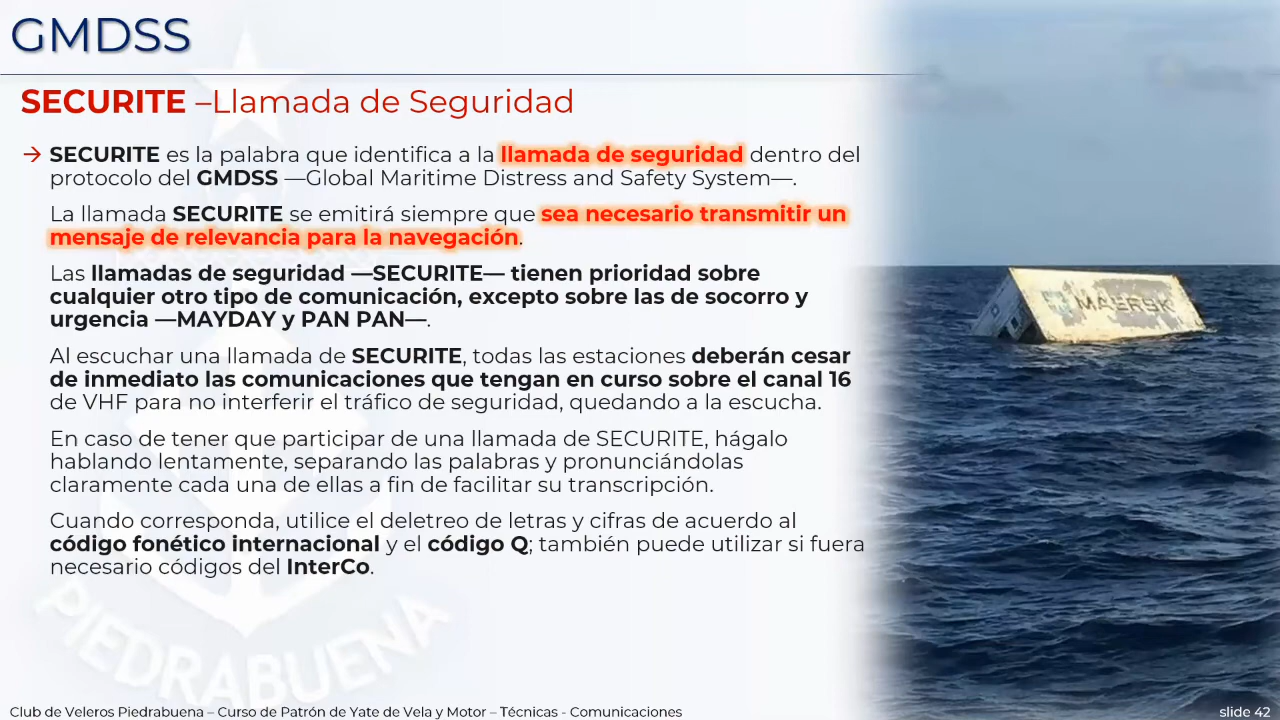 GMDSS
SECURITE –Llamada de Seguridad
→ SECURITE es la palabra que identifica a la llamada de seguridad dentro del
protocolo del GMDSS —Global Maritime Distress and Safety System—.
La llamada SECURITE se emitirá siempre que sea necesario transmitir un
mensaje de relevancia para la navegación.
Las llamadas de seguridad —SECURITE— tienen prioridad sobre
cualquier otro tipo de comunicación, excepto sobre las de socorro y
urgencia —MAYDAY y PAN PAN—.
Al escuchar una llamada de SECURITE, todas las estaciones deberán cesar
de inmediato las comunicaciones que tengan en curso sobre el canal 16
de VHF para no interferir el tráfico de seguridad, quedando a la escucha.
En caso de tener que participar de una llamada de SECURITE, hágalo
hablando lentamente, separando las palabras y pronunciándolas
claramente cada una de ellas a fin de facilitar su transcripción.
Cuando corresponda, utilice el deletreo de letras y cifras de acuerdo al
código fonético internacional y el código Q; también puede utilizar si fuera
necesario códigos del InterCo.
MAERSK
PIEDRABUENA
Club de Veleros Piedrabuena – Curso de Patrón de Yate de Vela y Motor – Técnicas - Comunicaciones
slide 42